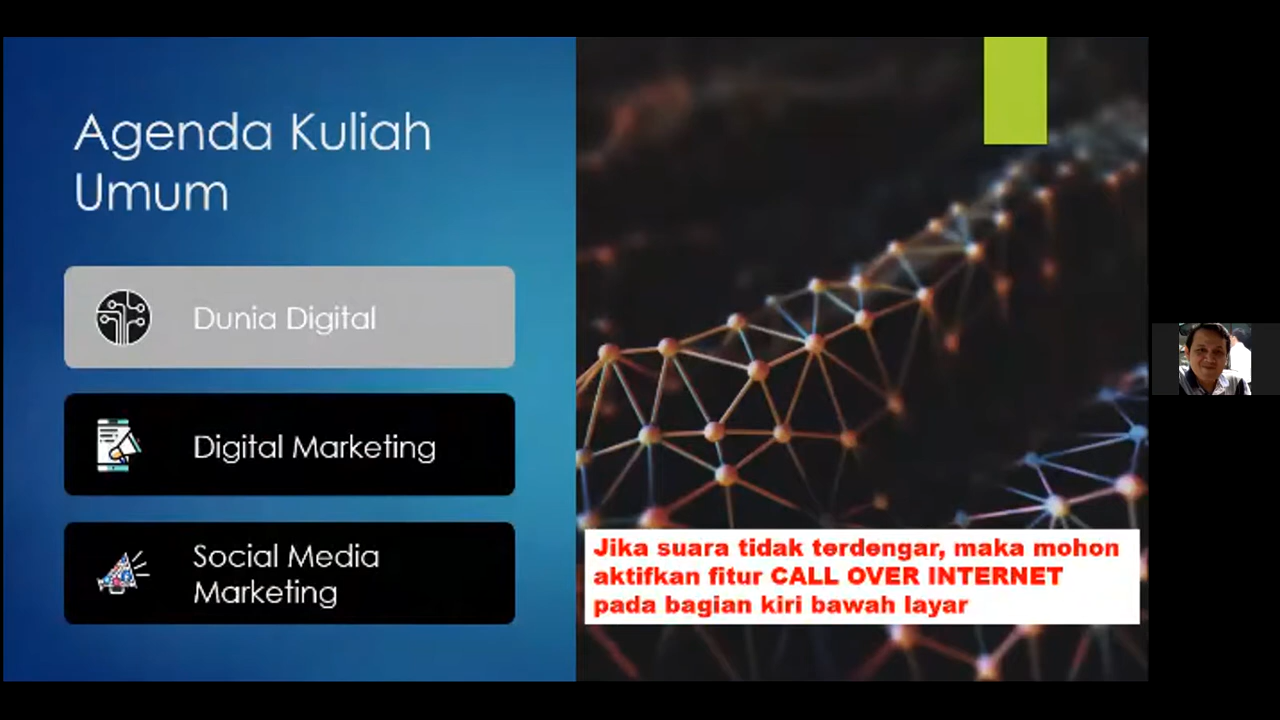 Agenda Kuliah
Umum
Dunia Digital
Digital Marketing
Social Media
Marketing
Jika suara tidak terdengar, maka mohon
aktifkan fitur CALL OVER INTERNET
pada bagian kiri bawah layar